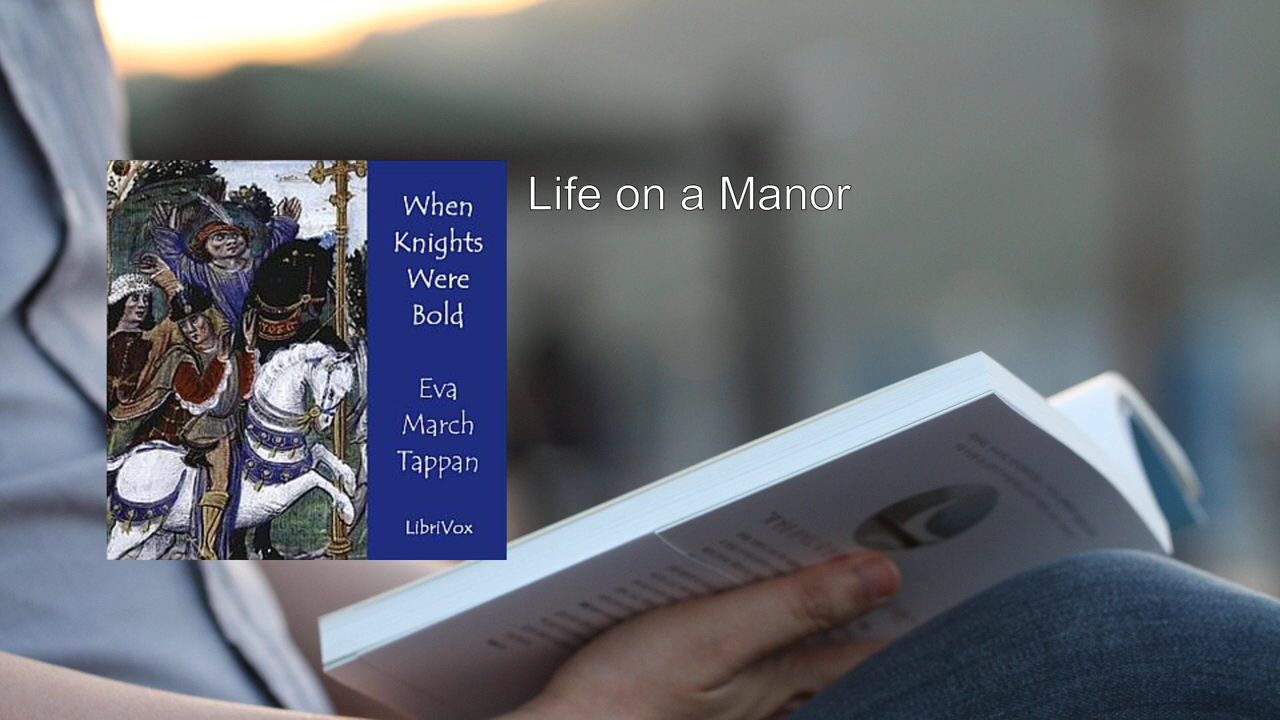 When
Knights
Were
Bold
Eva
March
Tappan
LibriVox
Life on a Manor